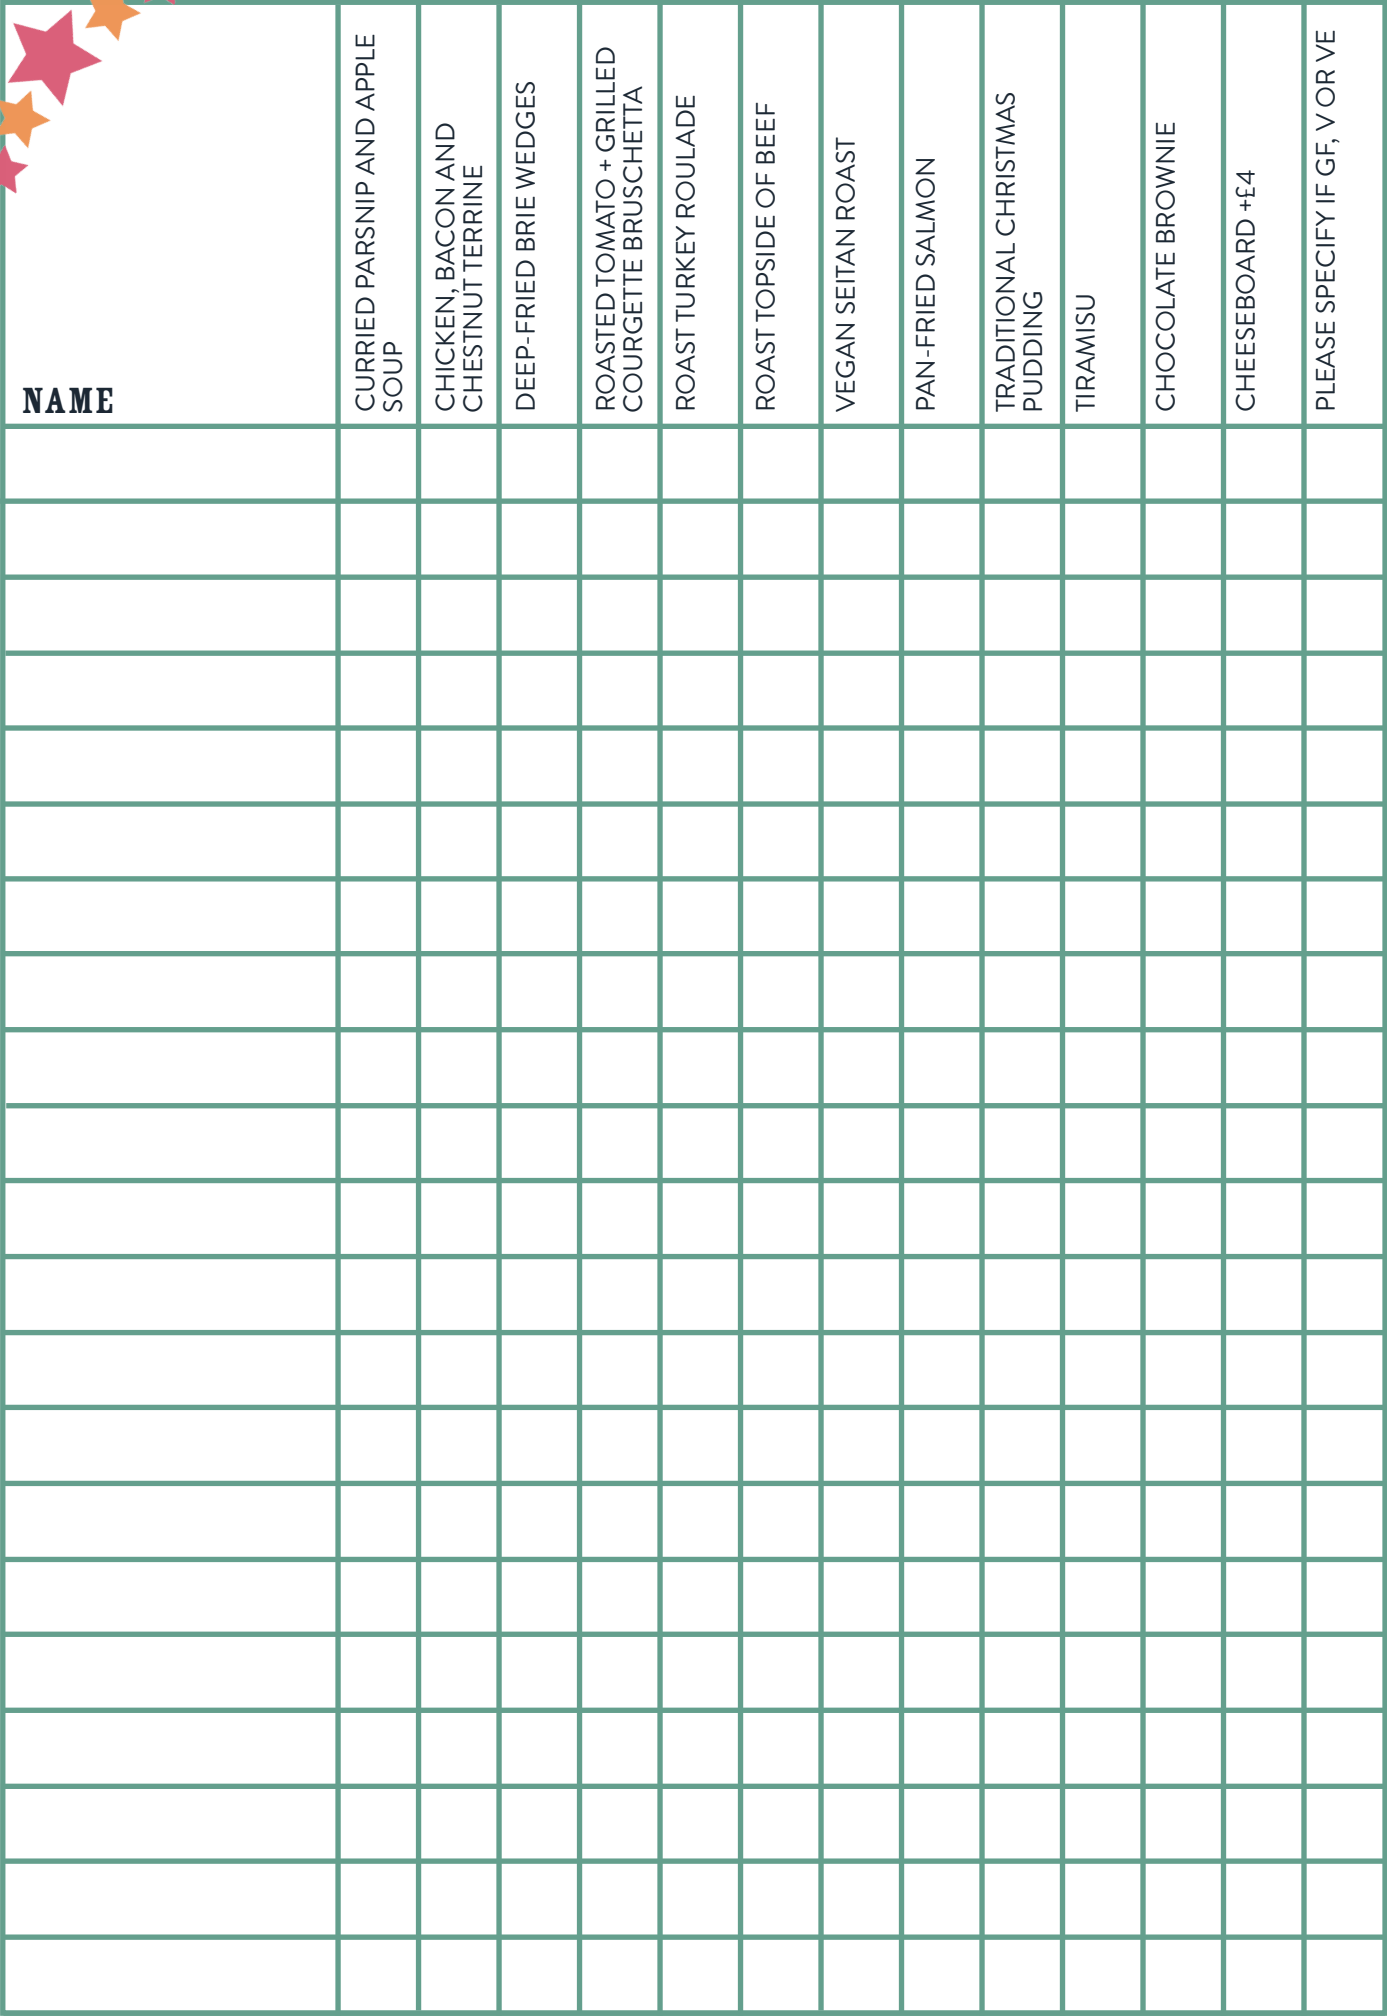 NAME
CURRIED PARSNIP AND APPLE
SOUP
CHICKEN, BACON AND
CHESTNUT TERRINE
DEEP-FRIED BRIE WEDGES
ROASTED TOMATO + GRILLED
COURGETTE BRUSCHETTA
ROAST TURKEY ROULADE
ROAST TOPSIDE OF BEEF
VEGAN SEITAN ROAST
PAN-FRIED SALMON
TRADITIONAL CHRISTMAS
PUDDING
TIRAMISU
CHOCOLATE BROWNIE
CHEESEBOARD +£4
PLEASE SPECIFY IF GF, V OR VE